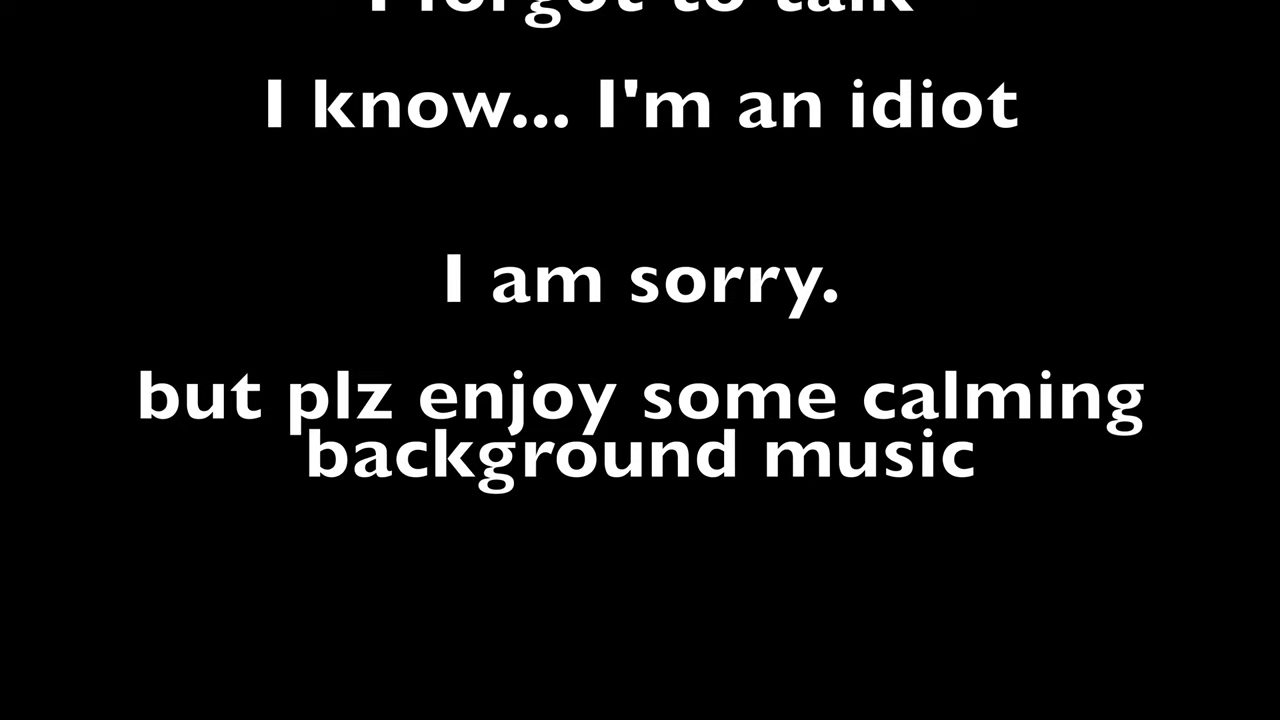 I forgot to talk
I know... I'm an idiot
I am sorry.
but plz enjoy some calming
background music